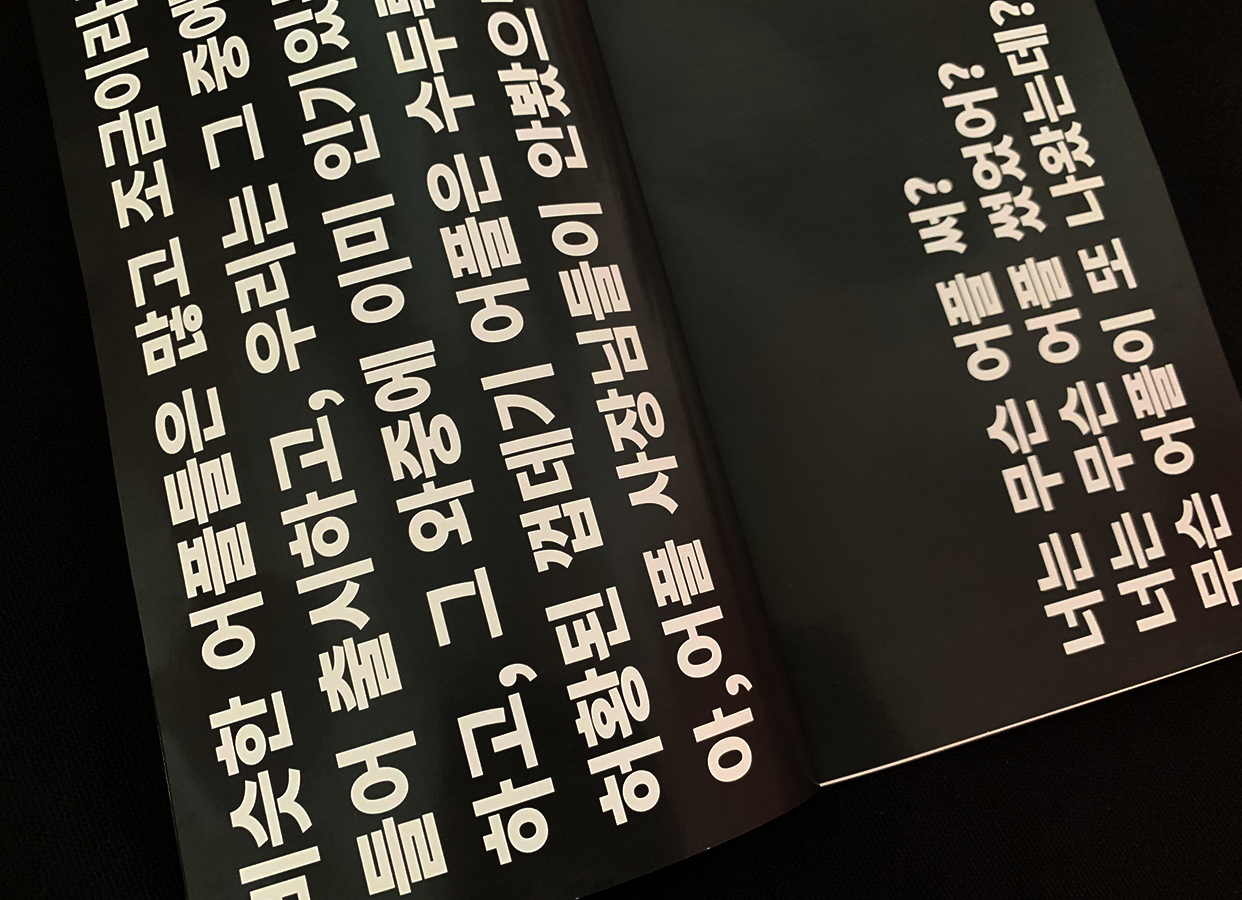 비슷한 어플들은 많고 조금이라
들어 출시하고, 우리는 그 중에
하고, 그 와중에 이미 인기있
허황된 껍데기 어플은 수두
아,어플 사장님들이 안봤으
너는 무슨 어플 써?
너는 무슨 어플 썼었어?
무슨 어플이 또 나왔는데?